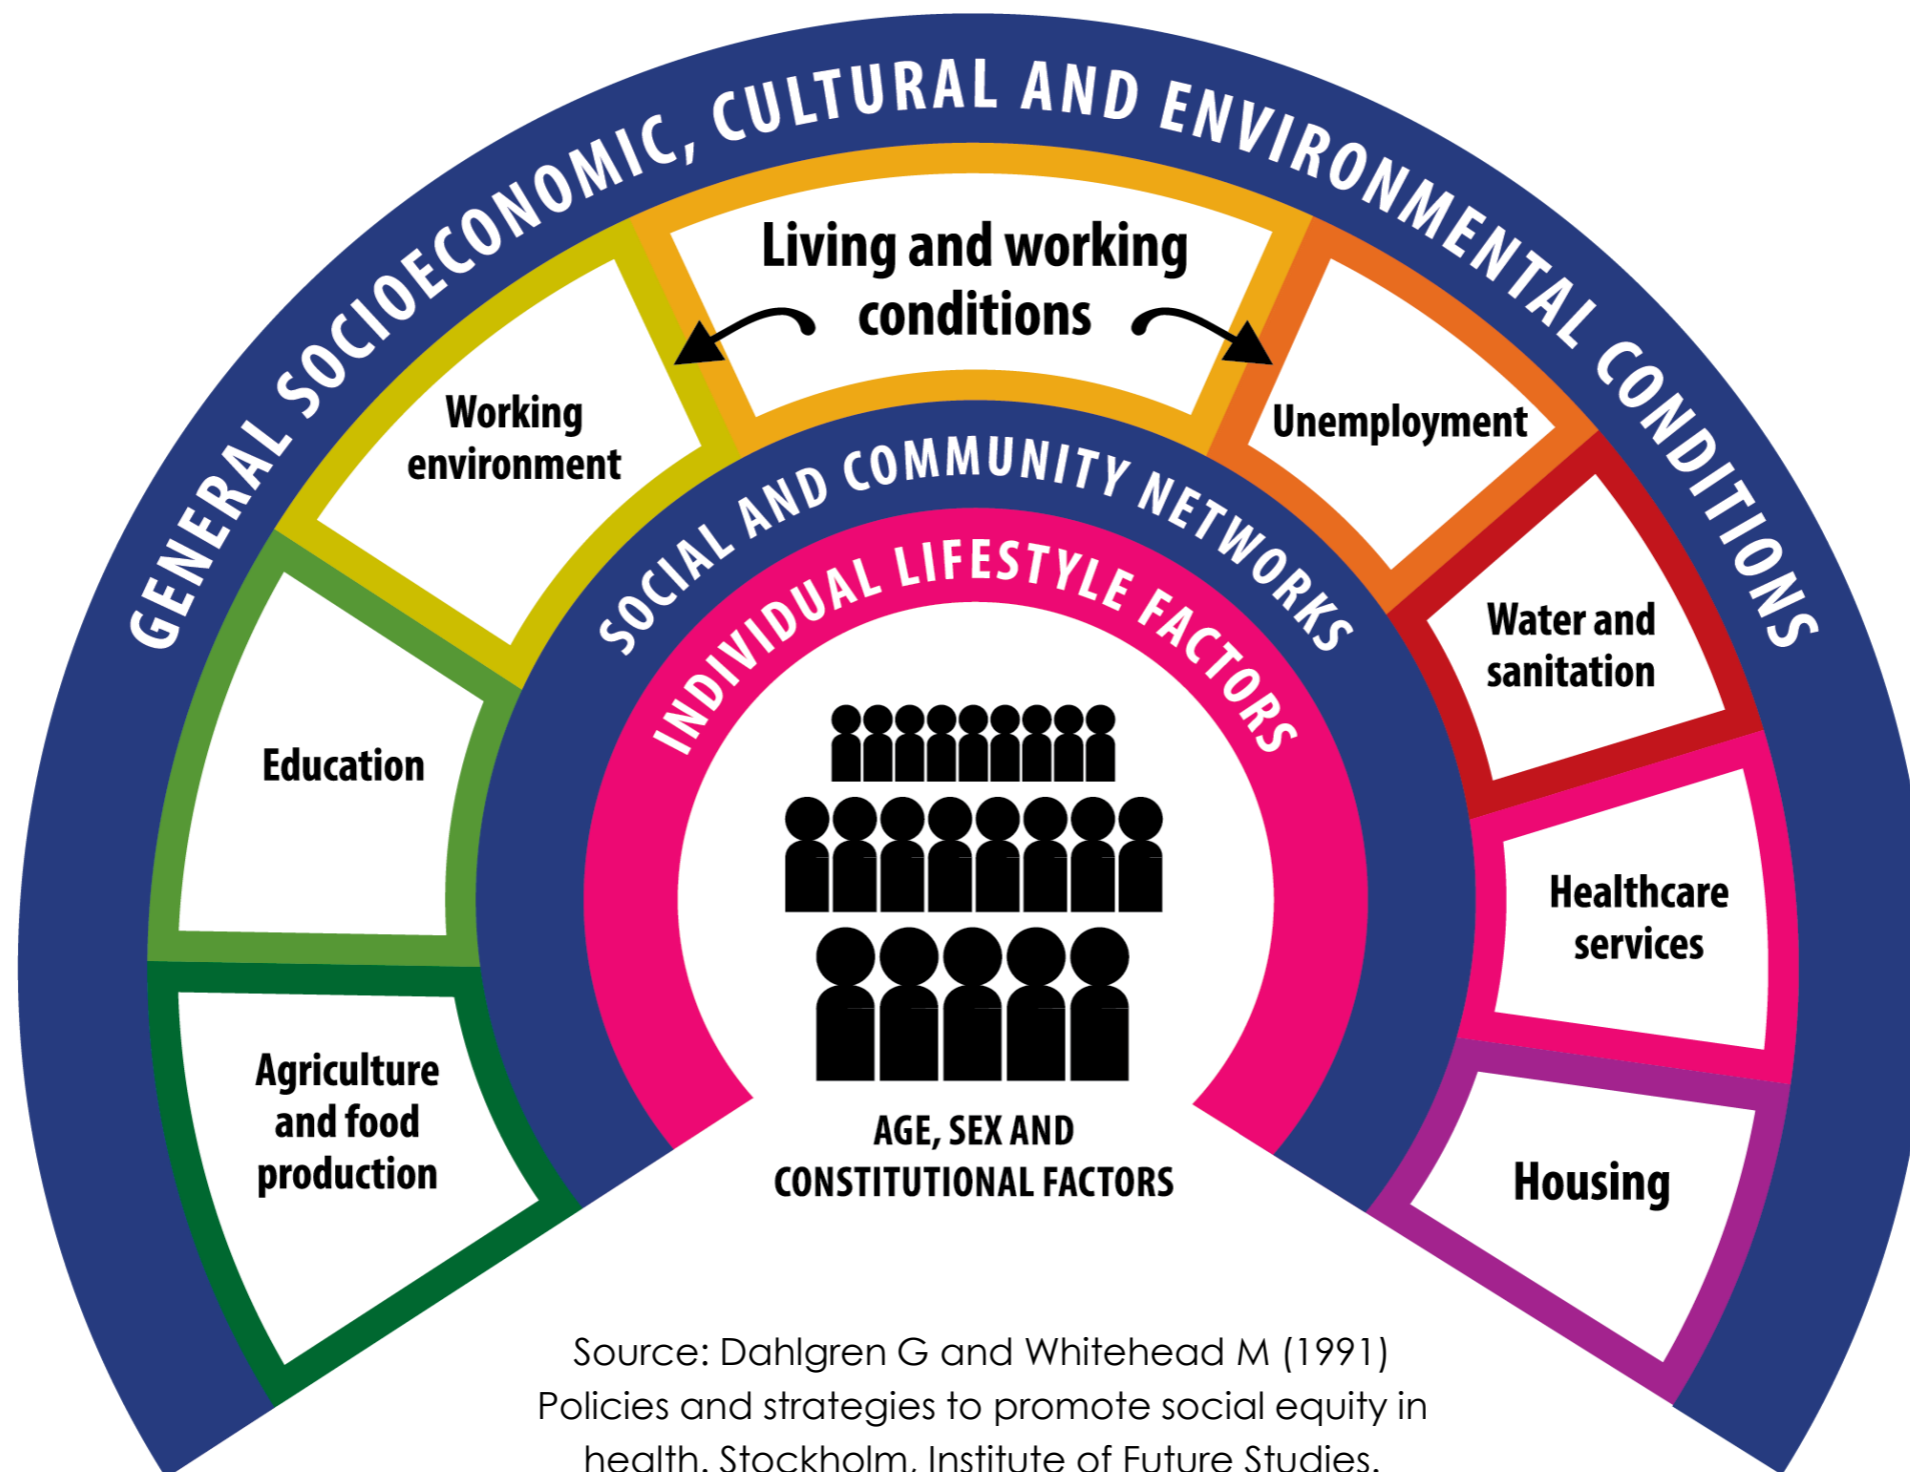 GENERAL SOCIOECONOMIC, CULTURAL AND ENVIRONMENTAL CONDITIONS
Living and working
conditions
Working
environment
Unemployment
Education
Water and
sanitation
Agriculture
and food
production
Healthcare
services
Housing
SOCIAL AND COMMUNITY NETWORKS
INDIVIDUAL LIFESTYLE FACTORS
AGE, SEX AND
CONSTITUTIONAL FACTORS
Source: Dahlgren G and Whitehead M (1991)
Policies and strategies to promote social equity in
health. Stockholm, Institute of Future Studies.